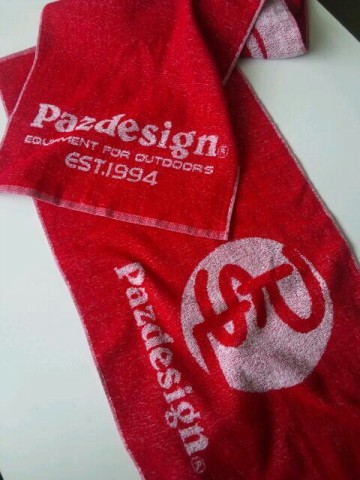 Pazdesign®
EQUIPMENT FOR OUTDOORS
EST.1994
Pazdesign®